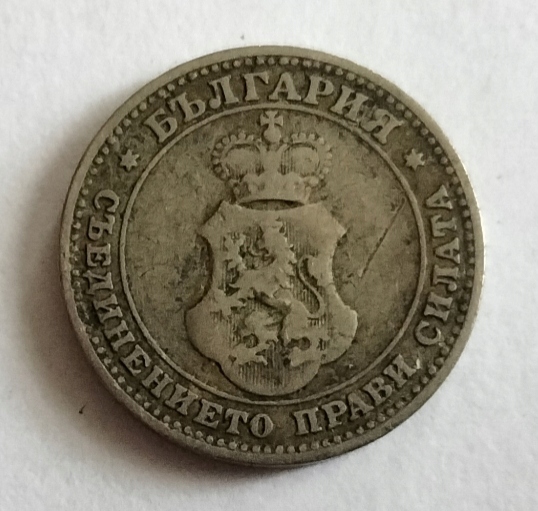 БЪЛГАРИЯ
СЪЕДИНЕНИЕТО ПРАВИ СИЛАТА